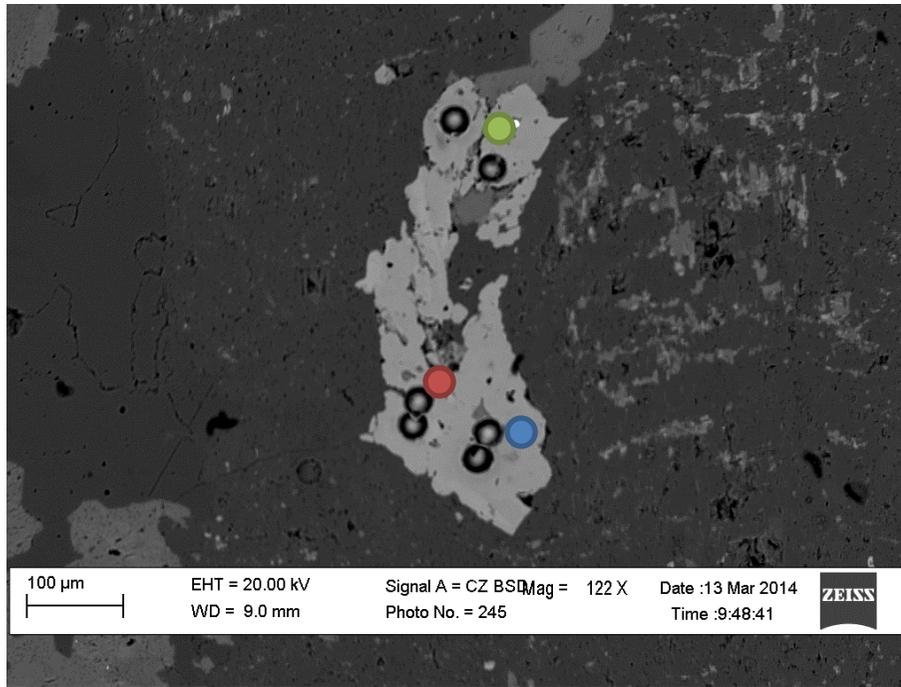 100 µm
EHT = 20.00 kV
WD = 9.0 mm
Signal A = CZ BSD
Photo No. = 245
Mag = 122 X
Date :13 Mar 2014
Time :9:48:41
ZEISS